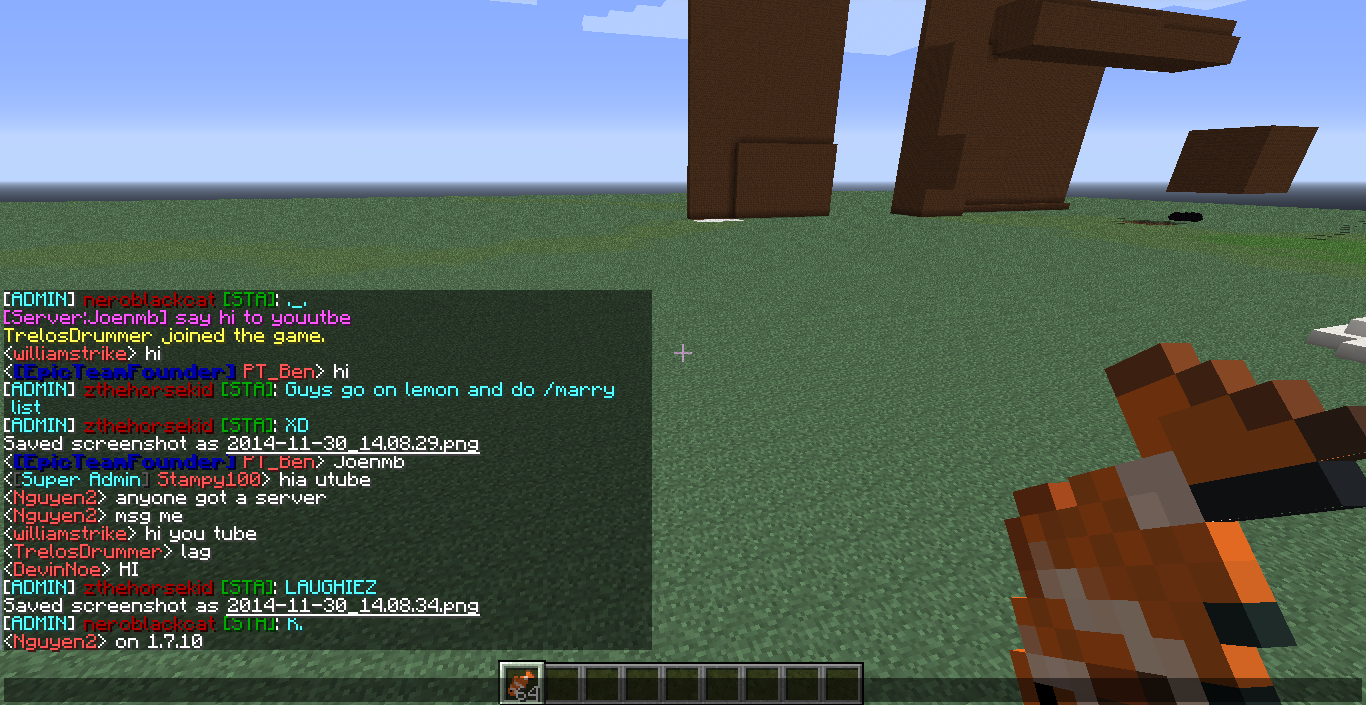 [ADMIN] neroblackcat [STA]: ._.
[Server:Joenmb] say hi to youutbe
TrelosDrummer joined the game.
<williamstrike> hi
<[EpicTeamFounder] PT_Ben> hi
[ADMIN] zthehorsekid [STA]: Guys go on lemon and do /marry
list
[ADMIN] zthehorsekid [STA]: XD
Saved screenshot as 2014-11-30_14.08.29.png
<[EpicTeamFounder] PT_Ben> Joenmb
<[Super Admin] Stampy100> hia utube
<Nguyen2> anyone got a server
<Nguyen2> msg me
<williamstrike> hi you tube
<TrelosDrummer> lag
<DevinNoe> HI
[ADMIN] zthehorsekid [STA]: LAUGHIEZ
Saved screenshot as 2014-11-30_14.08.34.png
[ADMIN] neroblackcat [STA]: K.
<Nguyen2> on 1.7.10
64